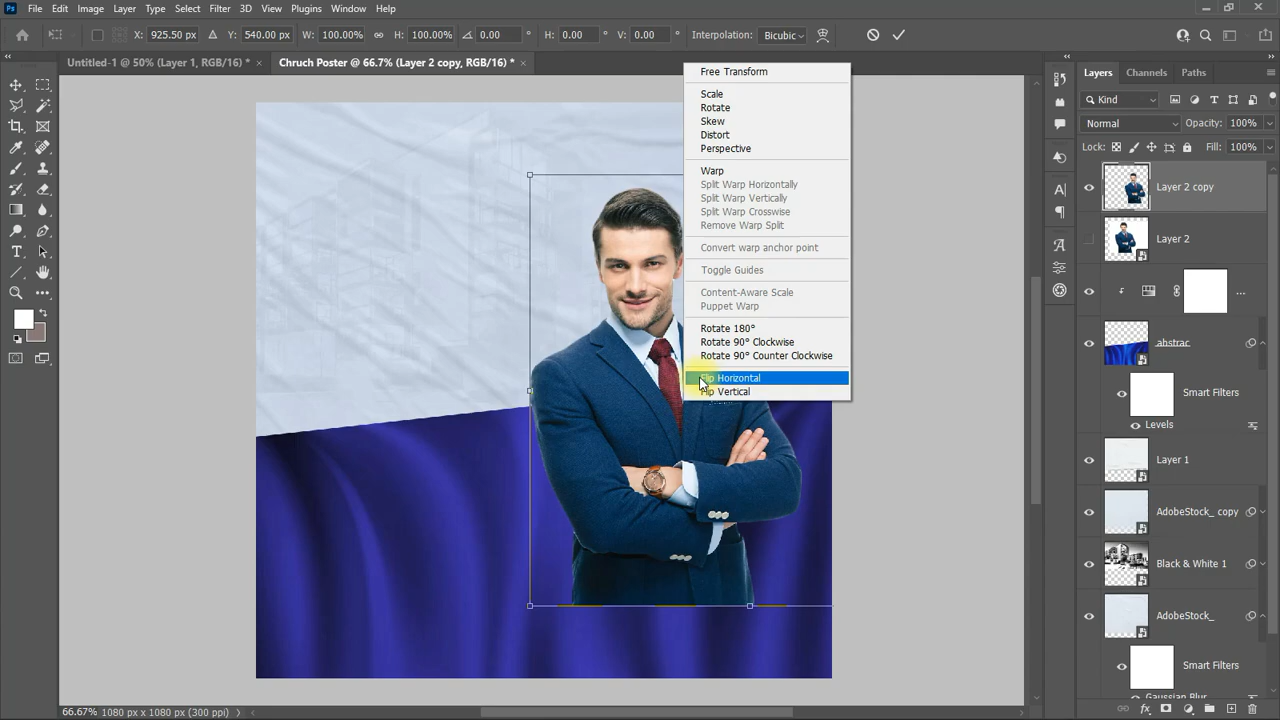 Ps File Edit Image Layer Type Select Filter 3D View Plugins Window Help
X: 925.50 px Y: 540.00 px W: 100.00% H: 100.00% 0.00 ° H: 0.00 ° V: 0.00 ° Interpolation: Bicubic
Untitled-1 @ 50% (Layer 1, RGB/16) * × Chruch Poster @ 66.7% (Layer 2 copy, RGB/16) * ×
Free Transform
Scale
Rotate
Skew
Distort
Perspective
Warp
Split Warp Horizontally
Split Warp Vertically
Split Warp Crosswise
Remove Warp Split
Convert warp anchor point
Toggle Guides
Content-Aware Scale
Puppet Warp
Rotate 180°
Rotate 90° Clockwise
Rotate 90° Counter Clockwise
Flip Horizontal
Flip Vertical
Layers Channels Paths
Kind
Normal Opacity: 100%
Lock: Fill: 100%
Layer 2 copy
Layer 2
...
abstrac
Smart Filters
Levels
Layer 1
AdobeStock_ copy
Black & White 1
AdobeStock_
Smart Filters
Gaussian Blur
66.67% 1080 px x 1080 px (300 ppi)